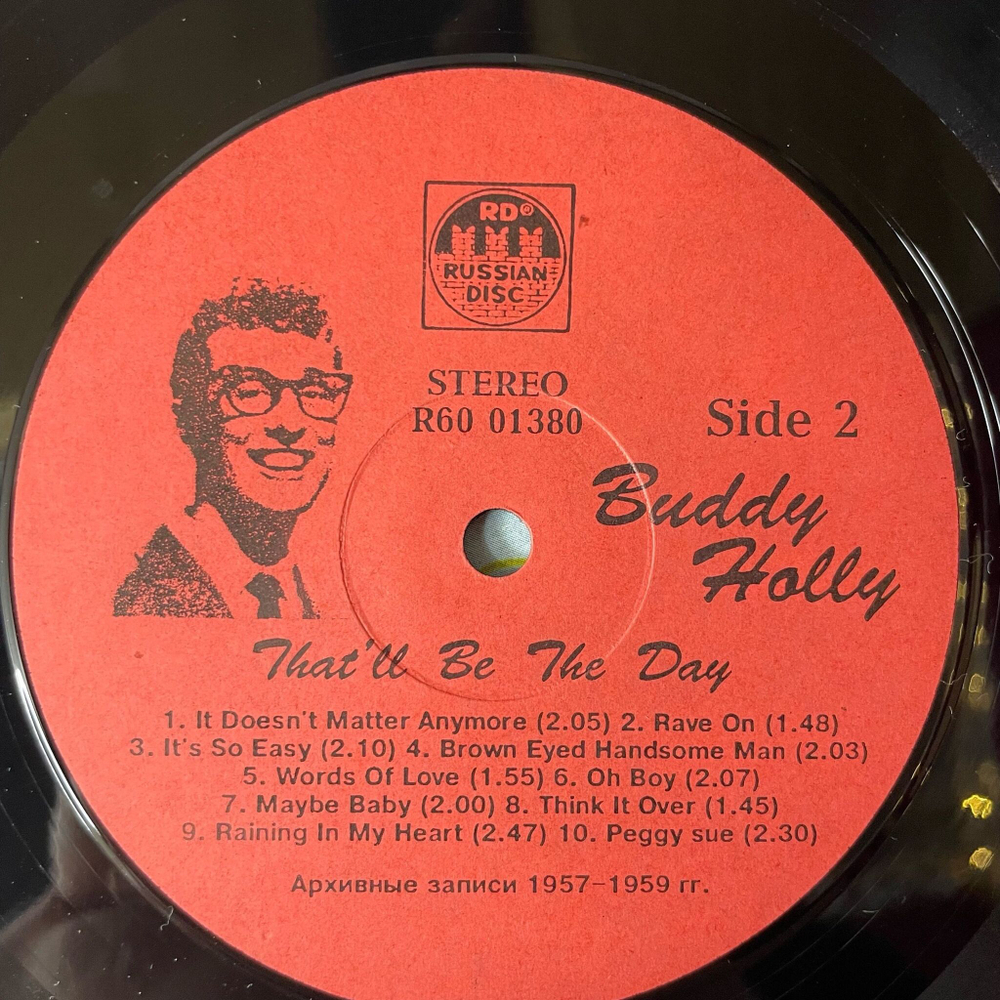 RD®
RUSSIAN
DISC
STEREO
R60 01380
Side 2
Buddy
Holly
That'll Be The Day
1. It Doesn't Matter Anymore (2.05) 2. Rave On (1.48)
3. It's So Easy (2.10) 4. Brown Eyed Handsome Man (2.03)
5. Words Of Love (1.55) 6. Oh Boy (2.07)
7. Maybe Baby (2.00) 8. Think It Over (1.45)
9. Raining In My Heart (2.47) 10. Peggy sue (2.30)
Архивные записи 1957–1959 гг.